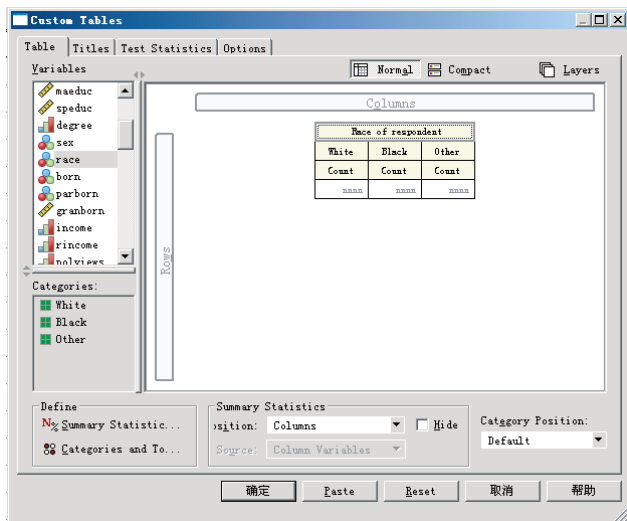 Custom Tables
Table Titles Test Statistics Options
Variables Normal Compact Layers
maeduc
speduc
degree
sex
race
born
parborn
granborn
income
rincome
polviews
Columns
Rows
Race of respondent
White Black Other
Count Count Count
nnnn nnnn nnnn
Categories:
White
Black
Other
Define
N% Summary Statistic...
Categories and To...
Summary Statistics
osition: Columns Hide
Source: Column Variables
Category Position:
Default
确定 Paste Reset 取消 帮助